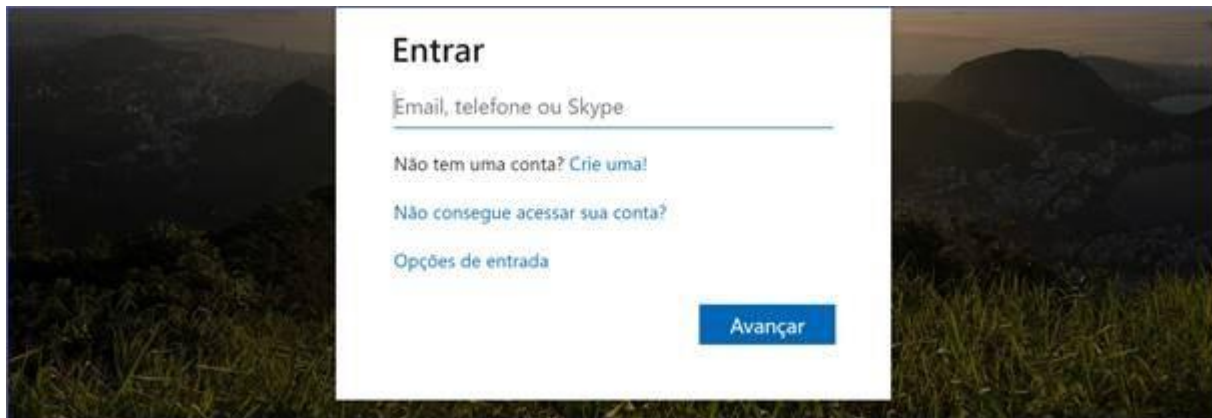 Entrar
Email, telefone ou Skype
Não tem uma conta? Crie uma!
Não consegue acessar sua conta?
Opções de entrada
Avançar